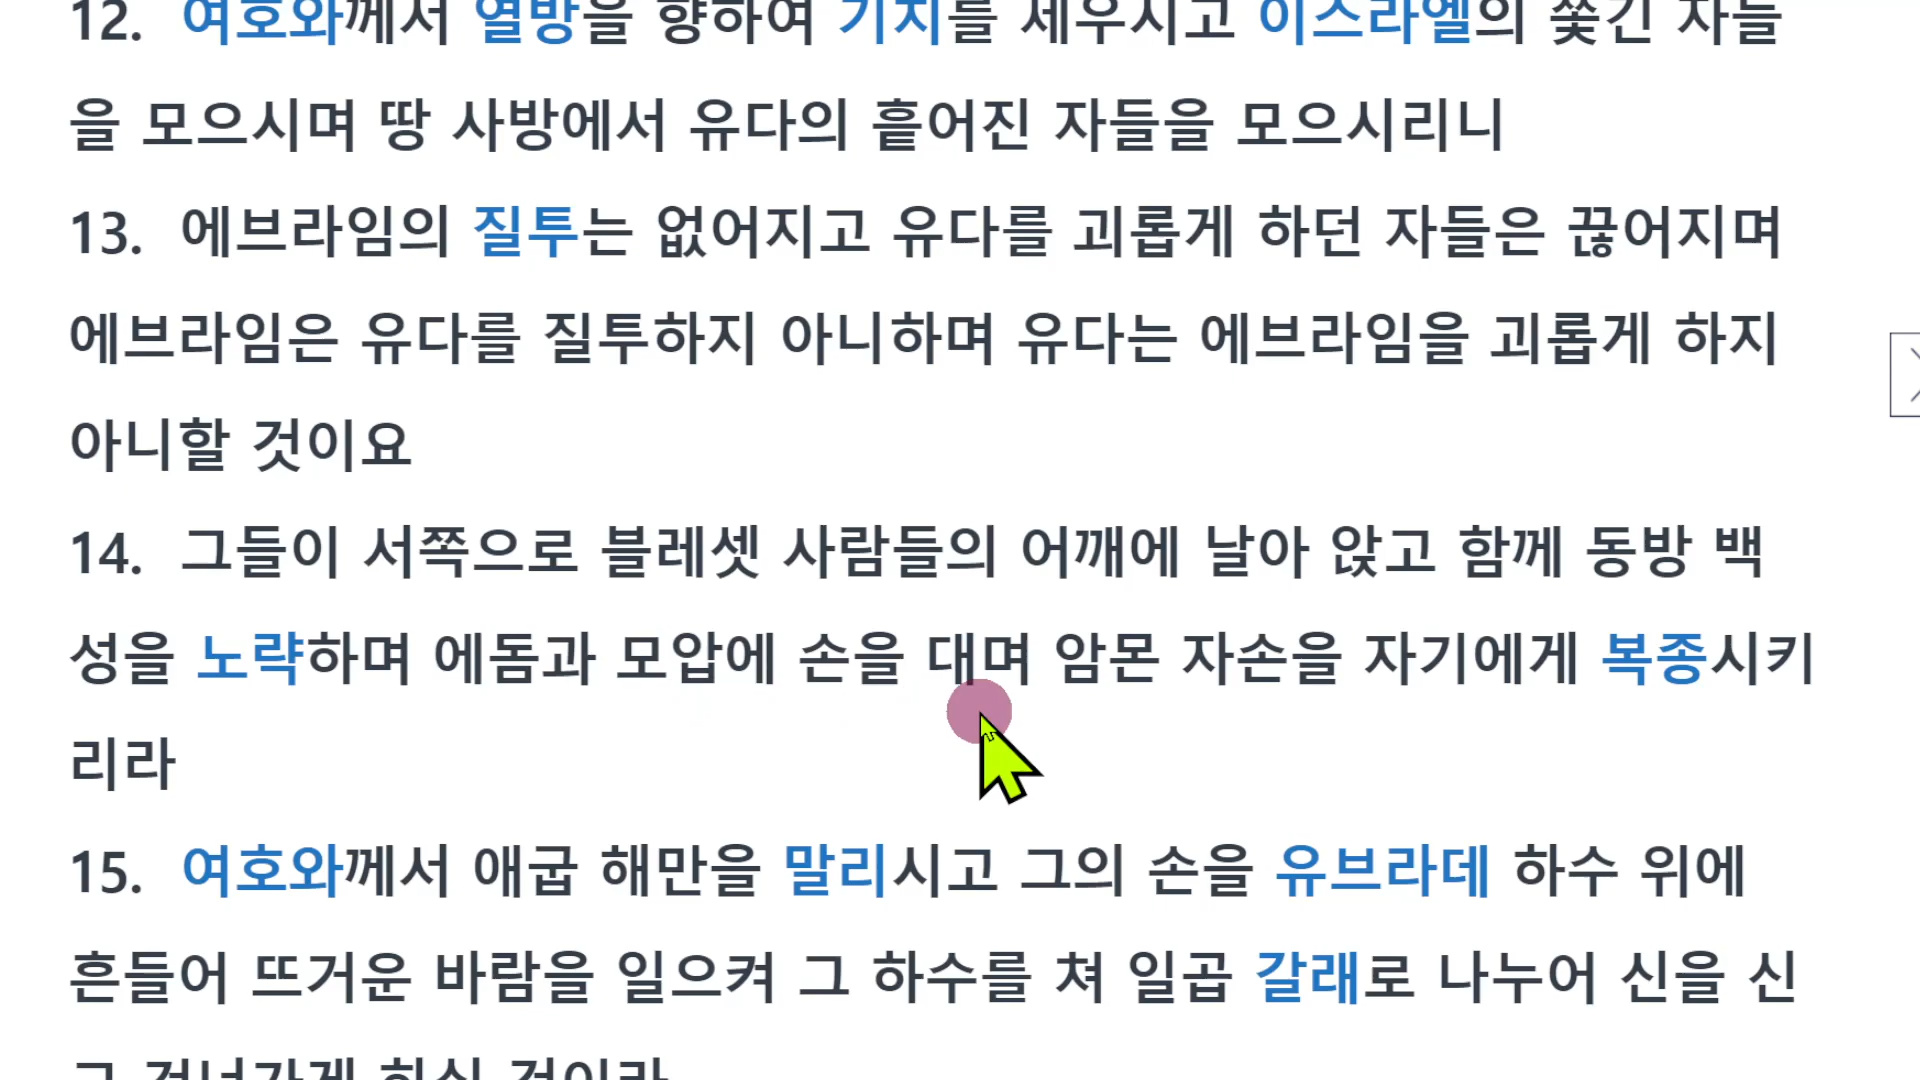 12. 여호와께서 열방을 향하여 기치를 세우시고 이스라엘의 쫓긴 자들
을 모으시며 땅 사방에서 유다의 흩어진 자들을 모으시리니
13. 에브라임의 질투는 없어지고 유다를 괴롭게 하던 자들은 끊어지며
에브라임은 유다를 질투하지 아니하며 유다는 에브라임을 괴롭게 하지
아니할 것이요
14. 그들이 서쪽으로 블레셋 사람들의 어깨에 날아 앉고 함께 동방 백
성을 노략하며 에돔과 모압에 손을 대며 암몬 자손을 자기에게 복종시키
리라
15. 여호와께서 애굽 해만을 말리시고 그의 손을 유브라데 하수 위에
흔들어 뜨거운 바람을 일으켜 그 하수를 쳐 일곱 갈래로 나누어 신을 신
고 건너가게 하실 것이라